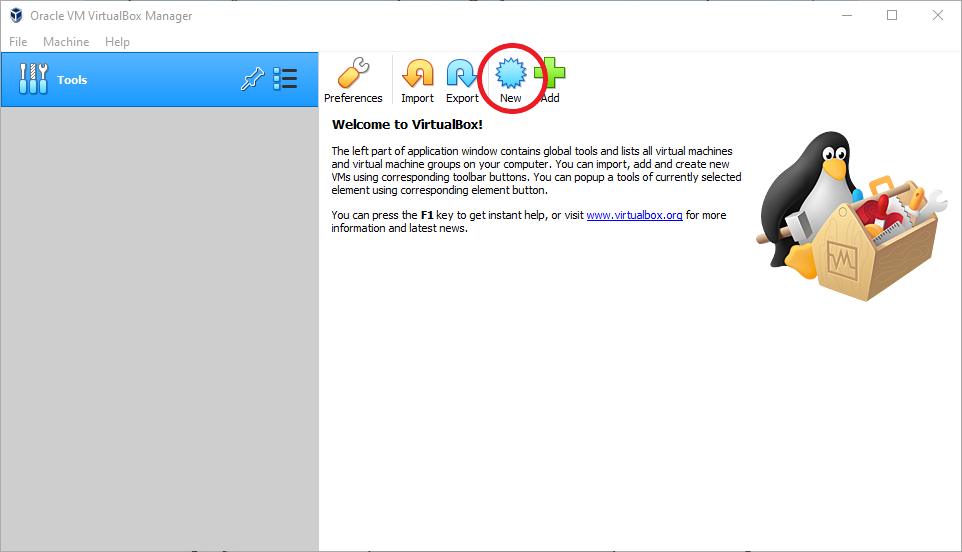 Oracle VM VirtualBox Manager
File Machine Help
Tools
Preferences Import Export New Add
Welcome to VirtualBox!
The left part of application window contains global tools and lists all virtual machines
and virtual machine groups on your computer. You can import, add and create new
VMs using corresponding toolbar buttons. You can popup a tools of currently selected
element using corresponding element button.
You can press the F1 key to get instant help, or visit www.virtualbox.org for more
information and latest news.
VM